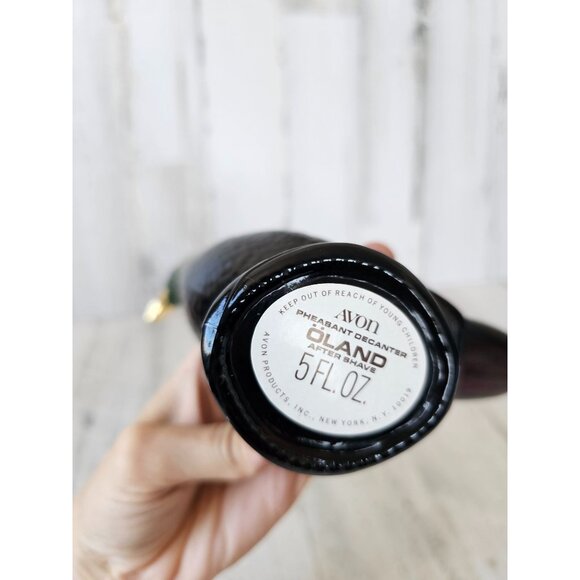 KEEP OUT OF REACH OF YOUNG CHILDREN
AVON
PHEASANT DECANTER
ÖLAND
AFTER SHAVE
5 FL. OZ.
AVON PRODUCTS, INC., NEW YORK, N.Y. 10019